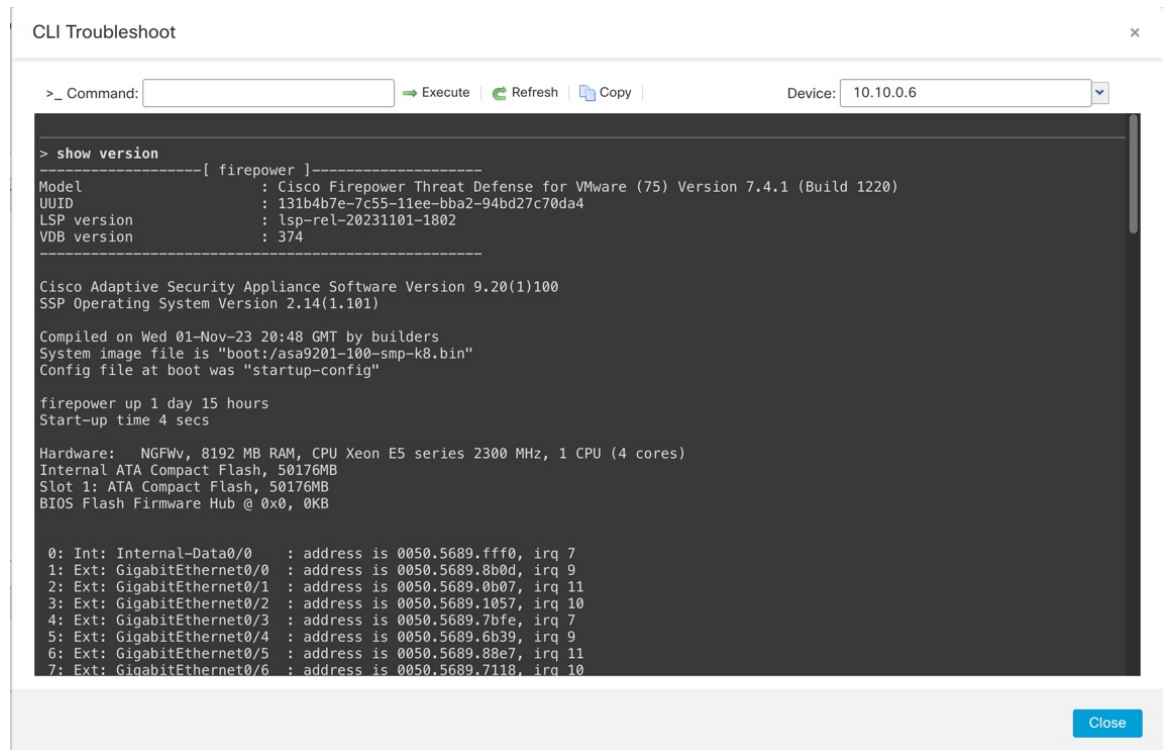 CLI Troubleshoot ×
>_ Command: Execute Refresh Copy Device: 10.10.0.6
> show version
-------------------[ firepower ]--------------------
Model : Cisco Firepower Threat Defense for VMware (75) Version 7.4.1 (Build 1220)
UUID : 131b4b7e-7c55-11ee-bba2-94bd27c70da4
LSP version : lsp-rel-20231101-1802
VDB version : 374
----------------------------------------------------
Cisco Adaptive Security Appliance Software Version 9.20(1)100
SSP Operating System Version 2.14(1.101)
Compiled on Wed 01-Nov-23 20:48 GMT by builders
System image file is "boot:/asa9201-100-smp-k8.bin"
Config file at boot was "startup-config"
firepower up 1 day 15 hours
Start-up time 4 secs
Hardware: NGFWv, 8192 MB RAM, CPU Xeon E5 series 2300 MHz, 1 CPU (4 cores)
Internal ATA Compact Flash, 50176MB
Slot 1: ATA Compact Flash, 50176MB
BIOS Flash Firmware Hub @ 0x0, 0KB
0: Int: Internal-Data0/0 : address is 0050.5689.fff0, irq 7
1: Ext: GigabitEthernet0/0 : address is 0050.5689.8b0d, irq 9
2: Ext: GigabitEthernet0/1 : address is 0050.5689.0b07, irq 11
3: Ext: GigabitEthernet0/2 : address is 0050.5689.1057, irq 10
4: Ext: GigabitEthernet0/3 : address is 0050.5689.7bfe, irq 7
5: Ext: GigabitEthernet0/4 : address is 0050.5689.6b39, irq 9
6: Ext: GigabitEthernet0/5 : address is 0050.5689.88e7, irq 11
7: Ext: GigabitEthernet0/6 : address is 0050.5689.7118, irq 10
Close